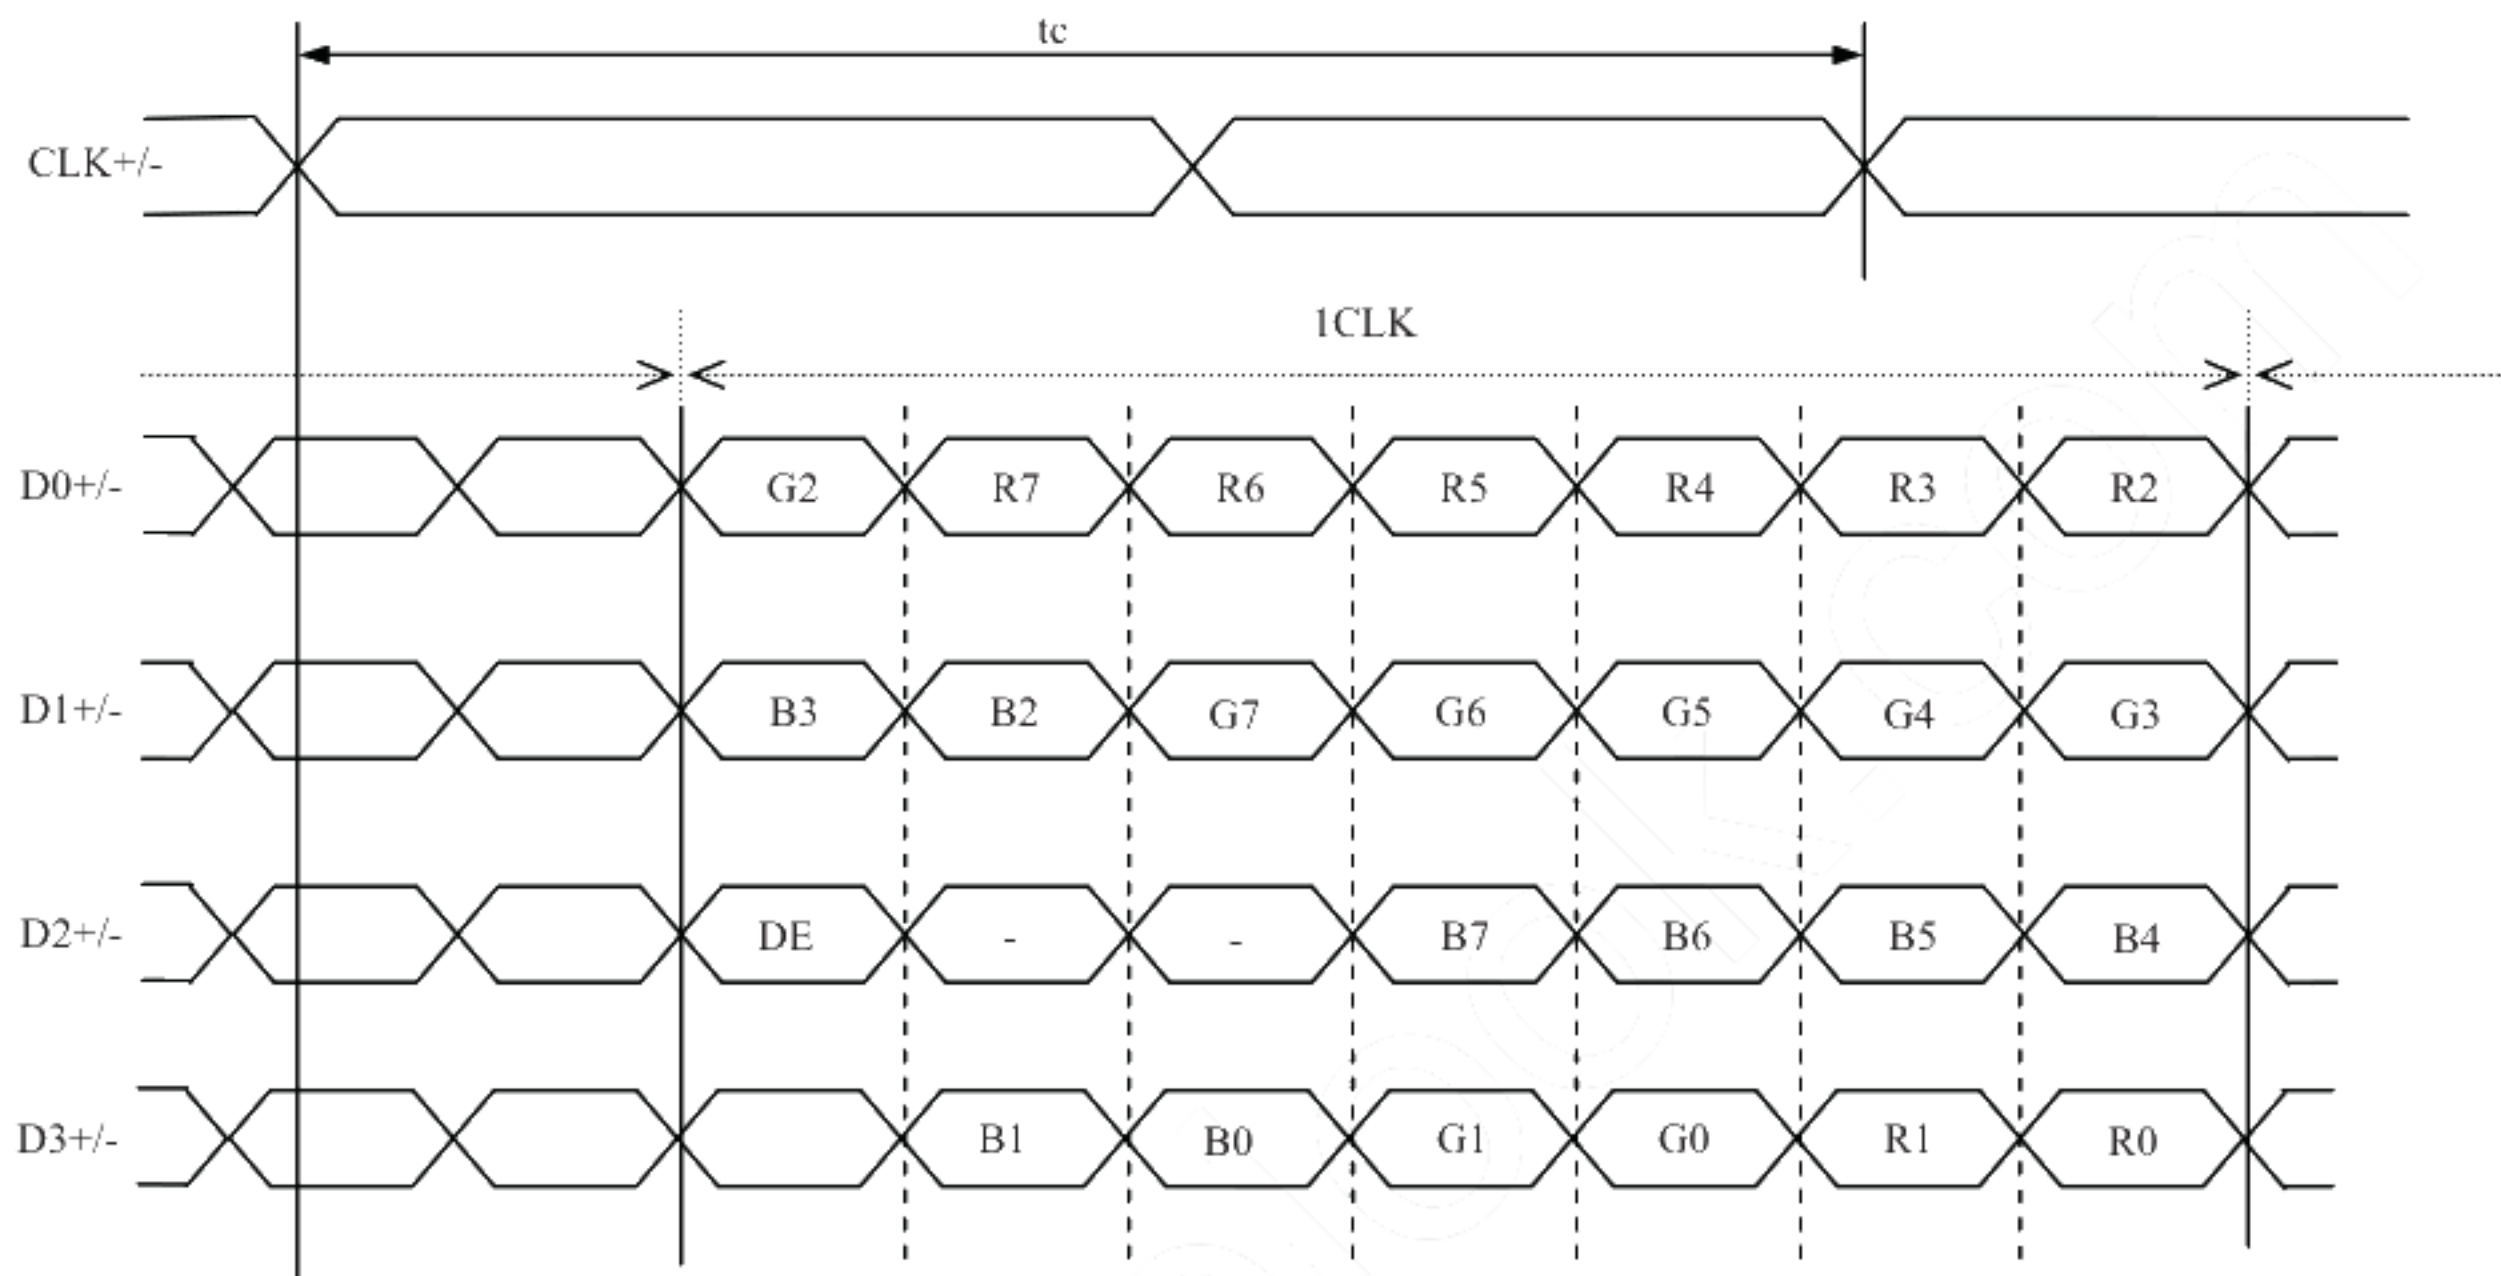 tc
CLK+/-
1CLK
D0+/- G2 R7 R6 R5 R4 R3 R2
D1+/- B3 B2 G7 G6 G5 G4 G3
D2+/- DE - - B7 B6 B5 B4
D3+/- B1 B0 G1 G0 R1 R0